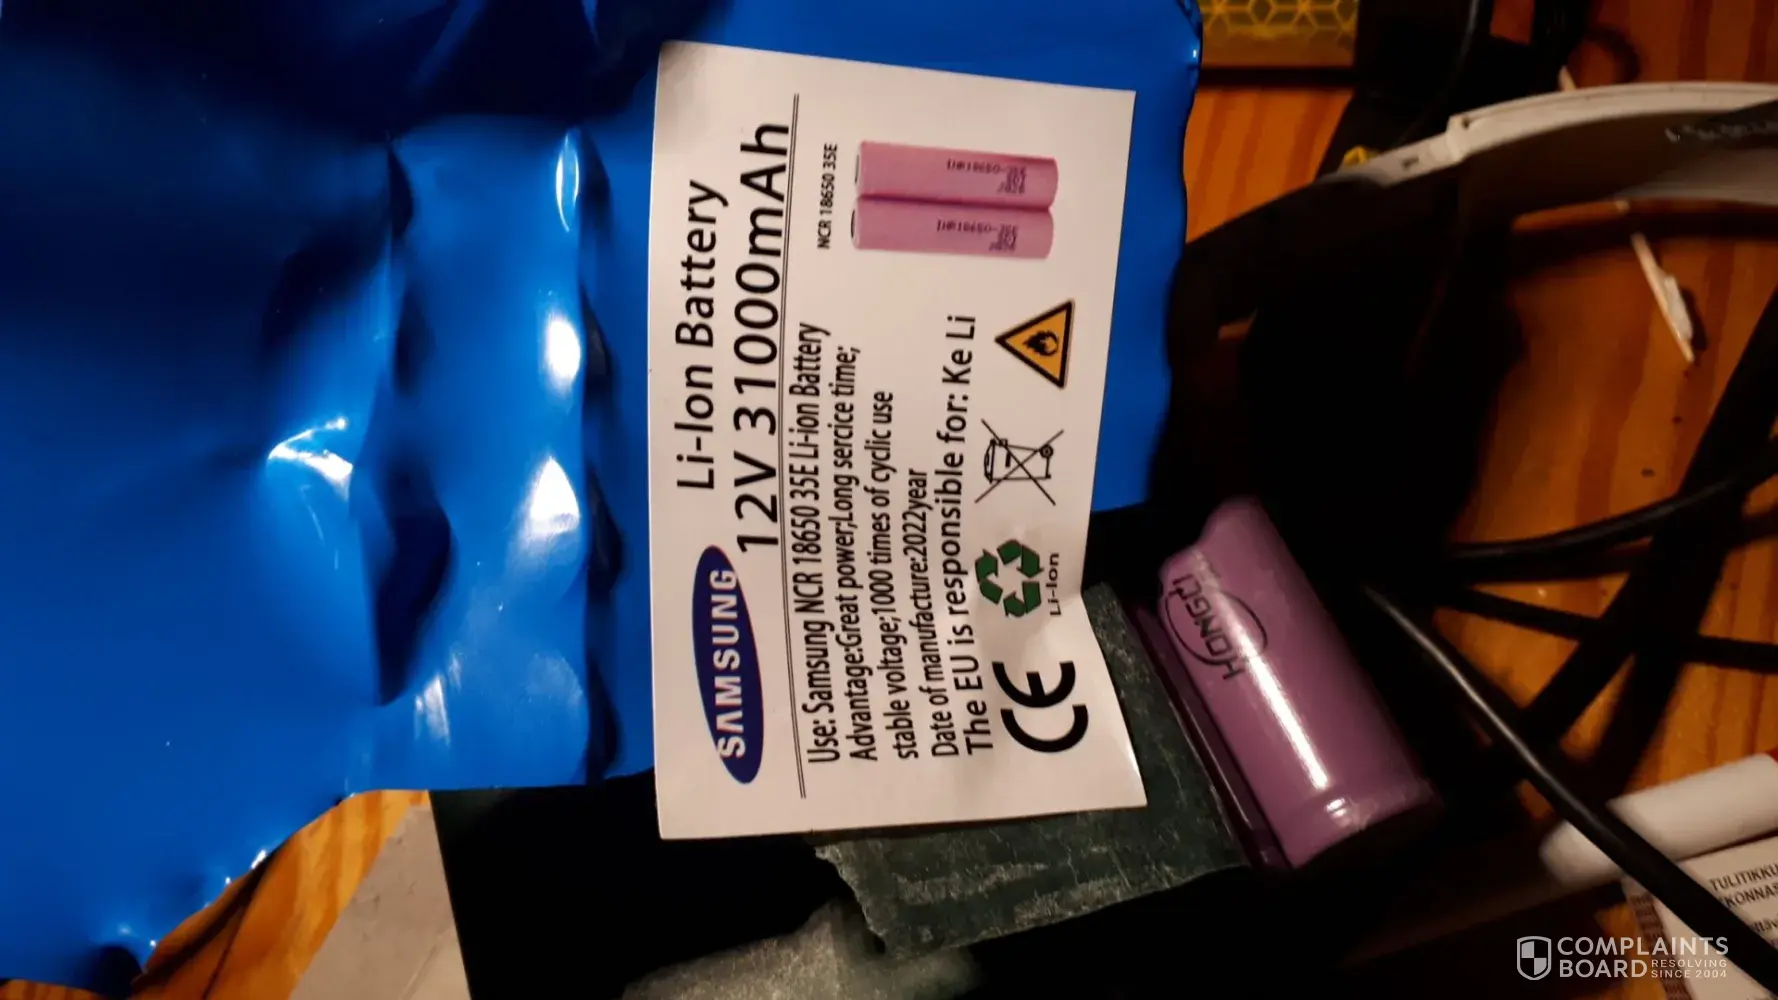 SAMSUNG
Li-Ion Battery
12V 31000mAh
Use: Samsung NCR 18650 35E Li-ion Battery
Advantage:Great power;Long sercice time;
stable voltage;1000 times of cyclic use
Date of manufacture:2022year
The EU is responsible for: Ke Li
NCR 18650 35E
CE
Li-Ion
HONGLI
TULITIKKU
COMPLAINTS
BOARD RESOLVING
SINCE 2004